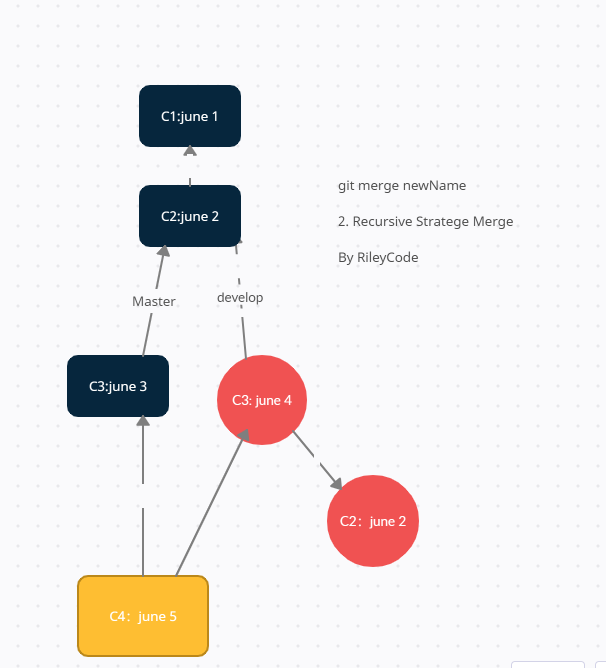 C1:june 1
C2:june 2
git merge newName
2. Recursive Stratege Merge
By RileyCode
Master
develop
C3:june 3
C3: june 4
C2：june 2
C4：june 5